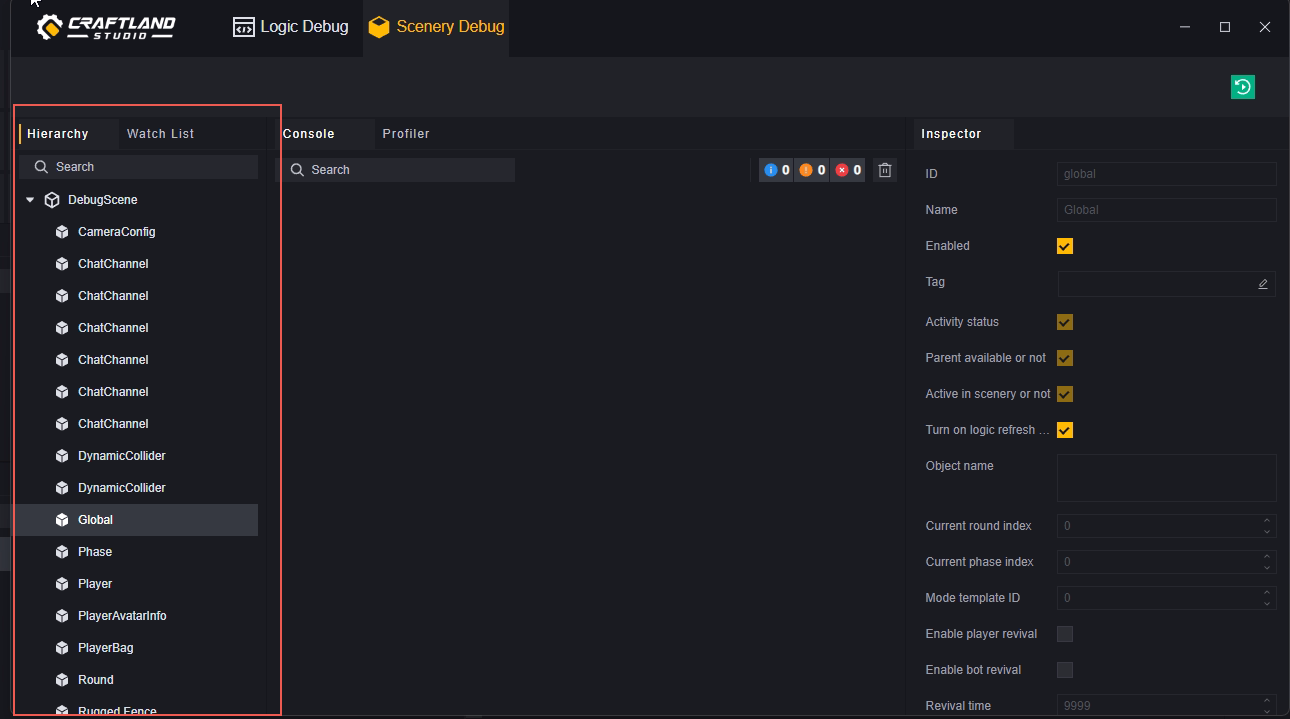 CRAFTLAND
STUDIO
Logic Debug
Scenery Debug
Hierarchy
Watch List
Search
DebugScene
CameraConfig
ChatChannel
ChatChannel
ChatChannel
ChatChannel
ChatChannel
ChatChannel
DynamicCollider
DynamicCollider
Global
Phase
Player
PlayerAvatarInfo
PlayerBag
Round
Rugged Fence
Console
Profiler
Search
0
0
0
Inspector
ID
global
Name
Global
Enabled
Tag
Activity status
Parent available or not
Active in scenery or not
Turn on logic refresh ...
Object name
Current round index
0
Current phase index
0
Mode template ID
0
Enable player revival
Enable bot revival
Revival time
9999